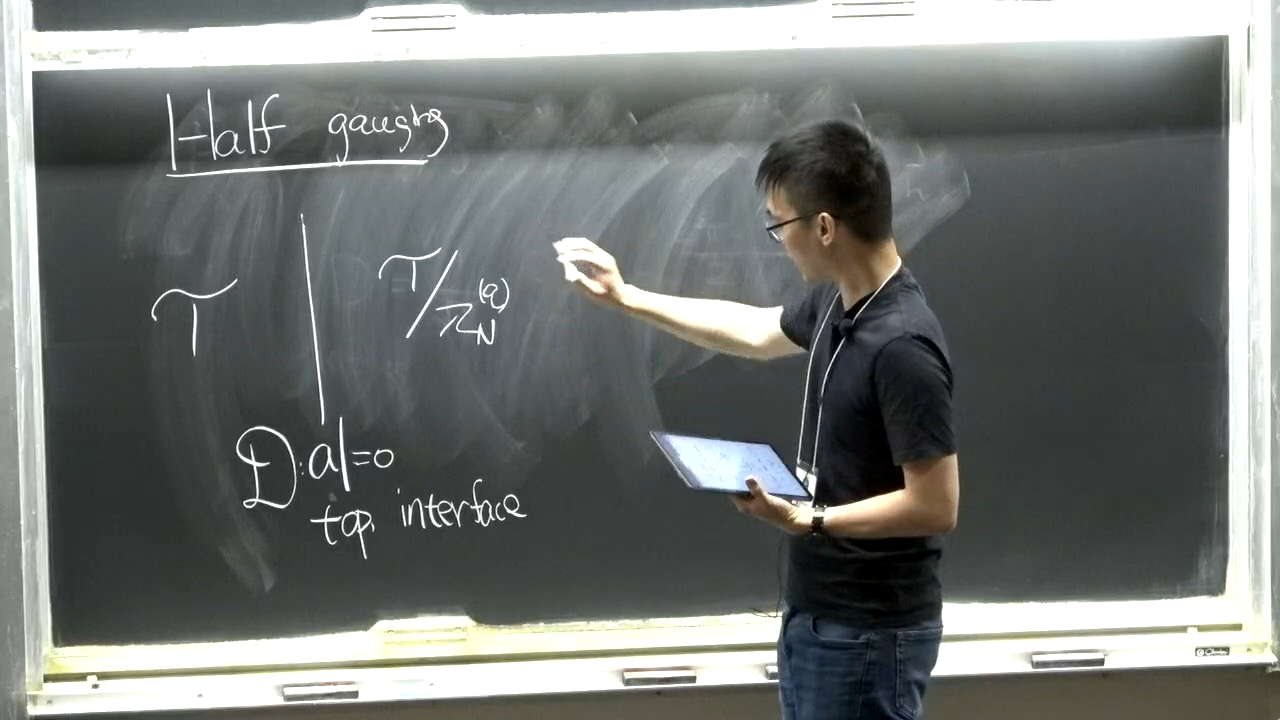 Half gauging
𝒯 | 𝒯/ℤ_N^(q)
𝒟: a|=0
top. interface